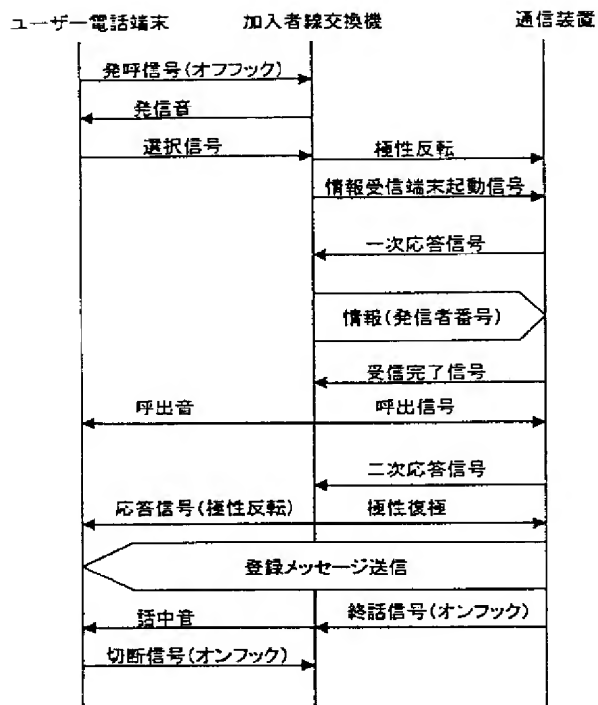 ユーザー電話端末
加入者線交換機
通信装置
発呼信号(オフフック)
発信音
選択信号
極性反転
情報受信端末起動信号
一次応答信号
情報(発信者番号)
受信完了信号
呼出音
呼出信号
二次応答信号
応答信号(極性反転)
極性復極
登録メッセージ送信
話中音
終話信号(オンフック)
切断信号(オンフック)